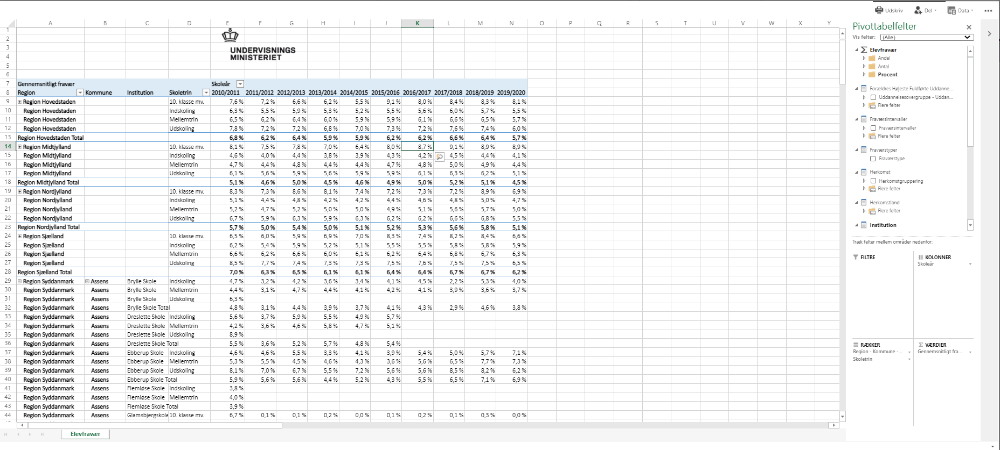 Udskriv Del Data
A B C D E F G H I J K L M N O P Q R S T U V W X Y
Pivottabelfelter
Vis felter: (Alle)
1
2
3
4
5
6
UNDERVISNINGS
MINISTERIET
7 Gennemsnitligt fravær Skoleår
8 Region Kommune Institution Skoletrin 2010/2011 2011/2012 2012/2013 2013/2014 2014/2015 2015/2016 2016/2017 2017/2018 2018/2019 2019/2020
9 Region Hovedstaden 10. klasse mv. 7,6 % 7,2 % 6,6 % 6,2 % 5,5 % 9,1 % 8,0 % 8,4 % 8,3 % 8,1 %
10 Region Hovedstaden Indskoling 6,3 % 5,5 % 5,9 % 5,3 % 5,2 % 5,5 % 5,6 % 6,0 % 5,7 % 5,5 %
11 Region Hovedstaden Mellemtrin 6,5 % 6,2 % 6,4 % 6,0 % 5,9 % 5,9 % 6,1 % 6,6 % 6,5 % 5,7 %
12 Region Hovedstaden Udskoling 7,8 % 7,2 % 7,2 % 6,8 % 7,0 % 7,3 % 7,2 % 7,6 % 7,4 % 6,0 %
13 Region Hovedstaden Total 6,8 % 6,2 % 6,4 % 5,9 % 5,9 % 6,2 % 6,2 % 6,6 % 6,4 % 5,7 %
14 Region Midtjylland 10. klasse mv. 8,1 % 7,5 % 7,8 % 7,0 % 6,4 % 8,0 % 8,7 % 9,1 % 8,9 % 8,9 %
15 Region Midtjylland Indskoling 4,6 % 4,0 % 4,4 % 3,8 % 3,9 % 4,3 % 4,2 % 4,5 % 4,4 % 4,1 %
16 Region Midtjylland Mellemtrin 4,7 % 4,4 % 4,8 % 4,4 % 4,4 % 4,7 % 4,8 % 5,0 % 4,9 % 4,4 %
17 Region Midtjylland Udskoling 6,1 % 5,6 % 5,9 % 5,6 % 5,9 % 5,9 % 6,1 % 6,3 % 6,2 % 5,1 %
18 Region Midtjylland Total 5,1 % 4,6 % 5,0 % 4,5 % 4,6 % 4,9 % 5,0 % 5,2 % 5,1 % 4,5 %
19 Region Nordjylland 10. klasse mv. 8,3 % 7,3 % 8,6 % 8,1 % 7,4 % 7,2 % 7,3 % 7,2 % 8,9 % 6,9 %
20 Region Nordjylland Indskoling 5,1 % 4,4 % 4,8 % 4,2 % 4,2 % 4,4 % 4,6 % 4,8 % 5,0 % 4,7 %
21 Region Nordjylland Mellemtrin 5,2 % 4,7 % 5,2 % 5,0 % 5,0 % 4,9 % 5,1 % 5,6 % 5,7 % 5,0 %
22 Region Nordjylland Udskoling 6,7 % 5,9 % 6,3 % 5,9 % 6,3 % 6,2 % 6,2 % 6,6 % 6,8 % 5,5 %
23 Region Nordjylland Total 5,7 % 5,0 % 5,4 % 5,0 % 5,1 % 5,2 % 5,3 % 5,6 % 5,8 % 5,1 %
24 Region Sjælland 10. klasse mv. 6,5 % 6,0 % 5,9 % 6,9 % 7,0 % 8,3 % 7,4 % 8,2 % 8,4 % 6,6 %
25 Region Sjælland Indskoling 6,2 % 5,4 % 5,9 % 5,2 % 5,1 % 5,5 % 5,5 % 5,8 % 5,8 % 5,9 %
26 Region Sjælland Mellemtrin 6,6 % 6,2 % 6,6 % 6,0 % 6,1 % 6,2 % 6,4 % 6,8 % 6,7 % 6,3 %
27 Region Sjælland Udskoling 8,5 % 7,7 % 7,4 % 7,3 % 7,3 % 7,5 % 7,6 % 7,5 % 7,5 % 6,5 %
28 Region Sjælland Total 7,0 % 6,3 % 6,5 % 6,1 % 6,1 % 6,4 % 6,4 % 6,7 % 6,7 % 6,2 %
29 Region Syddanmark Assens Brylle Skole Indskoling 4,7 % 3,2 % 4,2 % 3,6 % 3,4 % 4,1 % 4,5 % 2,2 % 5,3 % 4,0 %
30 Region Syddanmark Assens Brylle Skole Mellemtrin 4,4 % 3,1 % 4,7 % 4,4 % 4,1 % 4,2 % 4,1 % 3,9 % 3,6 % 3,7 %
31 Region Syddanmark Assens Brylle Skole Udskoling 6,3 %
32 Region Syddanmark Assens Brylle Skole Total 4,8 % 3,1 % 4,4 % 3,9 % 3,7 % 4,1 % 4,3 % 2,9 % 4,6 % 3,8 %
33 Region Syddanmark Assens Dreslette Skole Indskoling 5,6 % 3,7 % 5,9 % 5,5 % 4,9 % 5,7 %
34 Region Syddanmark Assens Dreslette Skole Mellemtrin 4,2 % 3,6 % 4,6 % 5,8 % 4,7 % 5,1 %
35 Region Syddanmark Assens Dreslette Skole Udskoling 8,9 %
36 Region Syddanmark Assens Dreslette Skole Total 5,5 % 3,6 % 5,2 % 5,7 % 4,8 % 5,4 %
37 Region Syddanmark Assens Ebberup Skole Indskoling 4,6 % 4,6 % 5,5 % 3,3 % 4,1 % 3,9 % 5,4 % 5,0 % 5,7 % 7,1 %
38 Region Syddanmark Assens Ebberup Skole Mellemtrin 5,3 % 5,5 % 4,5 % 4,6 % 4,3 % 3,6 % 5,6 % 6,5 % 7,7 % 7,3 %
39 Region Syddanmark Assens Ebberup Skole Udskoling 8,1 % 7,0 % 6,7 % 5,5 % 7,2 % 5,6 % 5,6 % 8,5 % 8,2 % 6,2 %
40 Region Syddanmark Assens Ebberup Skole Total 5,9 % 5,6 % 5,6 % 4,4 % 5,2 % 4,3 % 5,5 % 6,5 % 7,1 % 6,9 %
41 Region Syddanmark Assens Flemløse Skole Indskoling 3,8 %
42 Region Syddanmark Assens Flemløse Skole Mellemtrin 4,0 %
43 Region Syddanmark Assens Flemløse Skole Total 3,9 %
44 Region Syddanmark Assens Glamsbjergskole 10. klasse mv. 6,7 % 0,1 % 0,1 % 0,2 % 0,0 % 0,1 % 0,2 % 0,1 % 0,3 % 0,0 %
Elevfravær
Σ Elevfravær
Andel
Antal
Procent
Forældres Højeste Fuldførte Uddanne...
Uddannelsesovergruppe - Uddan...
Flere felter
Fraværsintervaller
Fraværsintervaller
Flere felter
Fraværstyper
Fraværstype
Herkomst
Herkomstgruppering
Flere felter
Herkomstland
Flere felter
Institution
Træk felter mellem områder nedenfor:
FILTRE
KOLONNER
Skoleår
RÆKKER
Region - Kommune -...
Skoletrin
Σ VÆRDIER
Gennemsnitligt fra...